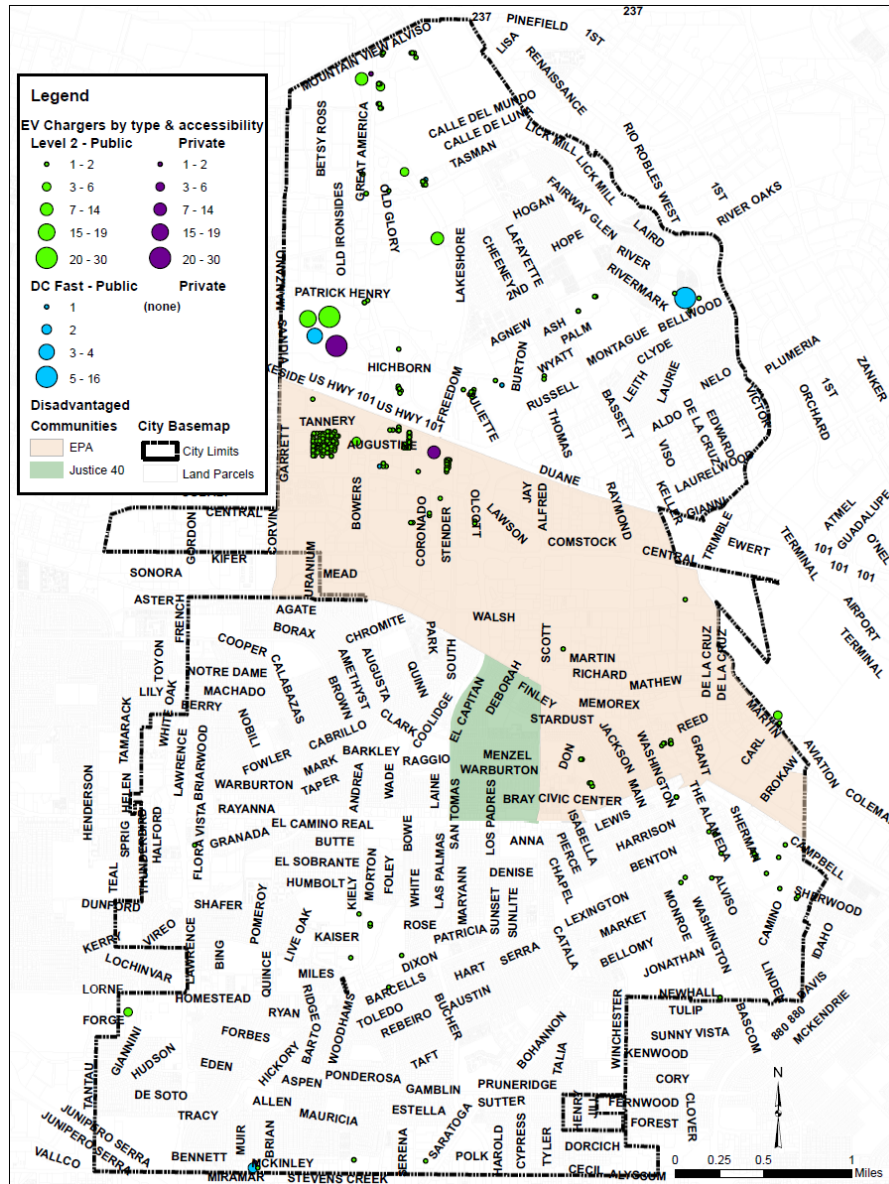 237
237
PINEFIELD
1ST
LISA
RENAISSANCE
MOUNTAIN VIEW ALVISO
Legend
EV Chargers by type & accessibility
Level 2 - Public
Private
1 - 2
1 - 2
3 - 6
3 - 6
7 - 14
7 - 14
15 - 19
15 - 19
20 - 30
20 - 30
DC Fast - Public
Private
1
(none)
2
3 - 4
5 - 16
Disadvantaged
Communities
City Basemap
EPA
City Limits
Justice 40
Land Parcels
BETSY ROSS
GREAT AMERICA
CALLE DEL MUNDO
CALLE DE LUNA
TASMAN
LICK MILL
LICK MILL
RIO ROBLES WEST
1ST
RIVER OAKS
OLD IRONSIDES
OLD GLORY
HOGAN
FAIRWAY GLEN
LAIRD
LAKESHORE
CHEENEY
LAFAYETTE
HOPE
RIVER
RIVERMARK
2ND
MANZANO
SANDIA
PATRICK HENRY
AGNEW
ASH
PALM
BELLWOOD
MONTAGUE
CLYDE
WYATT
PLUMERIA
ZANKER
HICHBORN
BURTON
RUSSELL
LEITH
LAURIE
NELO
VICTOR
ORCHARD
1ST
US HWY 101
US HWY 101
FREEDOM
JULIETTE
BASSETT
ALDO
DE LA CRUZ
EDWARD
TANNERY
AUGUSTINE
THOMAS
VISO
LAURELWOOD
GARRETT
DUANE
KELLER
GIANNI
BOWERS
CORONADO
STENDER
OLCOTT
LAWSON
JAY
ALFRED
RAYMOND
ATMEL
GUADALUPE
CENTRAL
GORDON
CORVIN
COMSTOCK
CENTRAL
TRIMBLE
EWERT
TERMINAL
101
101
101
O'NEL
KIFER
URANIUM
MEAD
SONORA
ASTER
FRENCH
AGATE
BORAX
CHROMITE
WALSH
AIRPORT
TERMINAL
COOPER
PARK
SOUTH
SCOTT
MARTIN
RICHARD
DE LA CRUZ
DE LA CRUZ
TOYON
NOTRE DAME
CALABAZAS
AMETHYST
AUGUSTA
QUINN
EL CAPITAN
DEBORAH
FINLEY
MATHEW
LILY
WHITE OAK
MACHADO
BERRY
BROWN
CLARK
COOLIDGE
MEMOREX
STARDUST
MARTIN
TAMARACK
NOBILI
CABRILLO
REED
CARL
AVIATION
LAWRENCE
BRIARWOOD
FOWLER
MARK
BARKLEY
RAGGIO
MENZEL
WARBURTON
DON
JACKSON
WASHINGTON
GRANT
BROKAW
COLEMA
HENDERSON
HELEN
WARBURTON
TAPER
ANDREA
WADE
LAINE
SAN TOMAS
LOS PADRES
BRAY
CIVIC CENTER
MAIN
THE ALAMEDA
SHERMAN
SPRIG
THUNDERBIRD
HALFORD
FLORA VISTA
RAYANNA
GRANADA
EL CAMINO REAL
BUTTE
BOWE
ISABELLA
LEWIS
HARRISON
CAMPBELL
TEAL
EL SOBRANTE
HUMBOLT
KIELY
MORTON
FOLEY
WHITE
LAS PALMAS
MARYANN
ANNA
PIERCE
CHAPEL
BENTON
DENISE
DUNFORD
SHAFER
POMEROY
LIVE OAK
KAISER
ROSE
PATRICIA
SUNSET
SUNLITE
LEXINGTON
MARKET
MONROE
ALVISO
WASHINGTON
CAMINO
SHERWOOD
IDAHO
KERRY
VIREO
LOCHINVAR
LAWRENCE
BING
QUINCE
MILES
DIXON
HART
SERRA
CATALA
BELLOMY
JONATHAN
LINDEN
LORNE
HOMESTEAD
BARCELLS
TOLEDO
AUSTIN
BUCHER
NEWHALL
TULIP
DAVIS
FORGE
RYAN
RIDGE
BARTO
WOODHAMS
REBEIRO
WINCHESTER
SUNNY VISTA
BASCOM
880
880
MCKENDRIE
GIANNINI
FORBES
BOHANNON
TALIA
KENWOOD
HUDSON
EDEN
HICKORY
TAFT
CORY
N
TANTAU
DE SOTO
ASPEN
PONDEROSA
GAMBLIN
PRUNERIDGE
SUTTER
HENRY
FERNWOOD
CLOVER
TRACY
ALLEN
MAURICIA
ESTELLA
FOREST
JUNIPERO SERRA
JUNIPERO SERRA
MUIR
BRIAN
SERENA
SARATOGA
HAROLD
CYPRESS
TYLER
DORCICH
VALLCO
BENNETT
MCKINLEY
POLK
CECIL
MIRAMAR
STEVENS CREEK
ALYSSUM
0
0.25
0.5
1
Miles